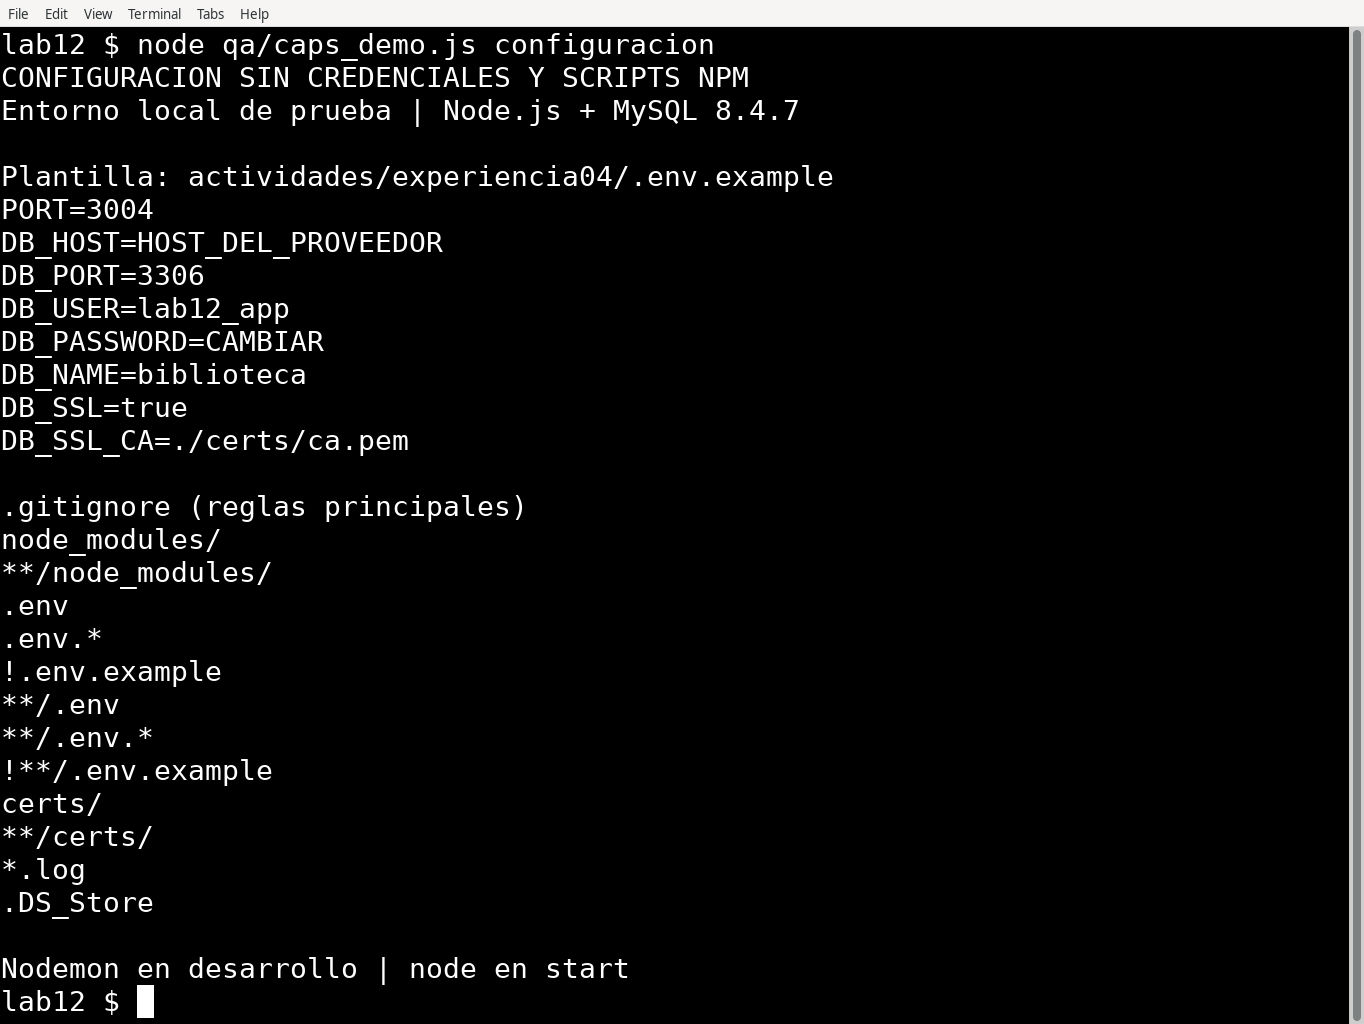 File Edit View Terminal Tabs Help
lab12 $ node qa/caps_demo.js configuracion
CONFIGURACION SIN CREDENCIALES Y SCRIPTS NPM
Entorno local de prueba | Node.js + MySQL 8.4.7
Plantilla: actividades/experiencia04/.env.example
PORT=3004
DB_HOST=HOST_DEL_PROVEEDOR
DB_PORT=3306
DB_USER=lab12_app
DB_PASSWORD=CAMBIAR
DB_NAME=biblioteca
DB_SSL=true
DB_SSL_CA=./certs/ca.pem
.gitignore (reglas principales)
node_modules/
**/node_modules/
.env
.env.*
!.env.example
**/.env
**/.env.*
!**/.env.example
certs/
**/certs/
*.log
.DS_Store
Nodemon en desarrollo | node en start
lab12 $